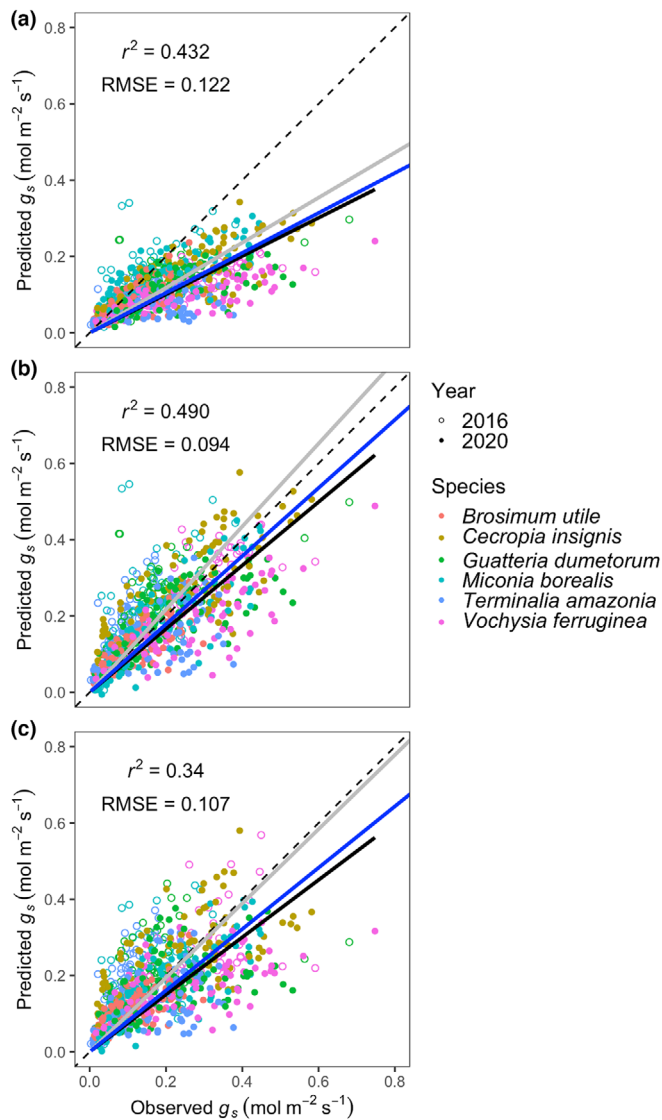 (a)
r² = 0.432
RMSE = 0.122
Predicted gₛ (mol m⁻² s⁻¹)
0.8
0.6
0.4
0.2
0.0
(b)
r² = 0.490
RMSE = 0.094
Predicted gₛ (mol m⁻² s⁻¹)
0.8
0.6
0.4
0.2
0.0
Year
2016
2020
Species
Brosimum utile
Cecropia insignis
Guatteria dumetorum
Miconia borealis
Terminalia amazonia
Vochysia ferruginea
(c)
r² = 0.34
RMSE = 0.107
Predicted gₛ (mol m⁻² s⁻¹)
0.8
0.6
0.4
0.2
0.0
0.0 0.2 0.4 0.6 0.8
Observed gₛ (mol m⁻² s⁻¹)